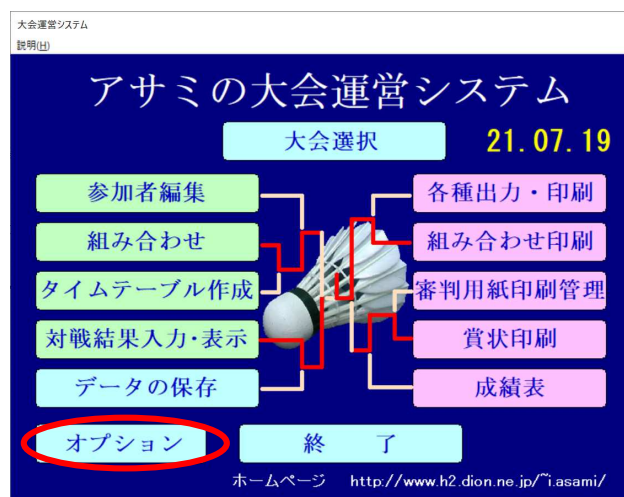 大会運営システム
説明(H)
アサミの大会運営システム
大会選択
21.07.19
参加者編集
各種出力・印刷
組み合わせ
組み合わせ印刷
タイムテーブル作成
審判用紙印刷管理
対戦結果入力・表示
賞状印刷
データの保存
成績表
オプション
終 了
ホームページ http://www.h2.dion.ne.jp/~i.asami/